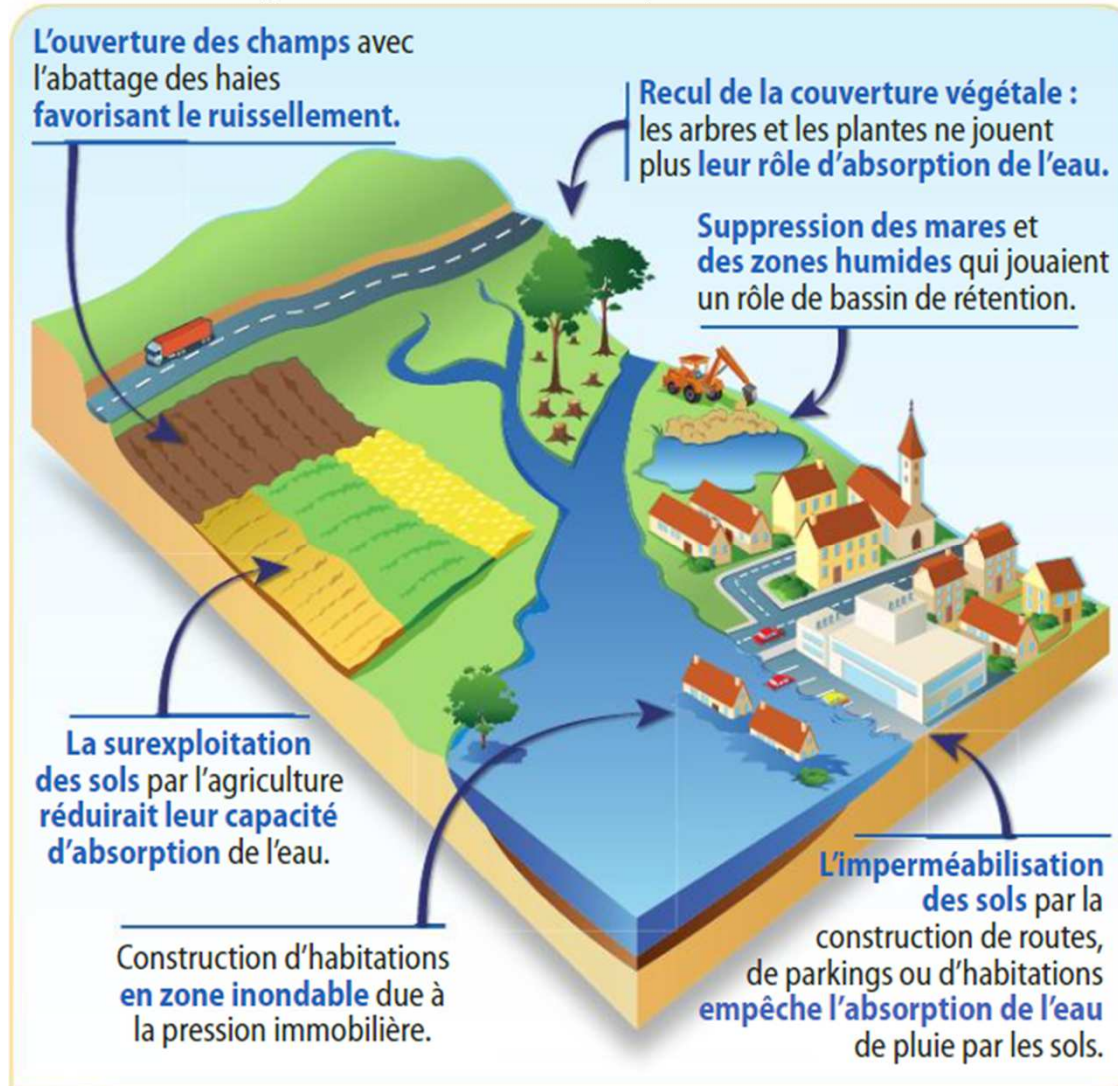 L'ouverture des champs avec
l'abattage des haies
favorisant le ruissellement.
Recul de la couverture végétale :
les arbres et les plantes ne jouent
plus leur rôle d'absorption de l'eau.
Suppression des mares et
des zones humides qui jouaient
un rôle de bassin de rétention.
La surexploitation
des sols par l'agriculture
réduirait leur capacité
d'absorption de l'eau.
Construction d'habitations
en zone inondable due à
la pression immobilière.
L'imperméabilisation
des sols par la
construction de routes,
de parkings ou d'habitations
empêche l'absorption de l'eau
de pluie par les sols.